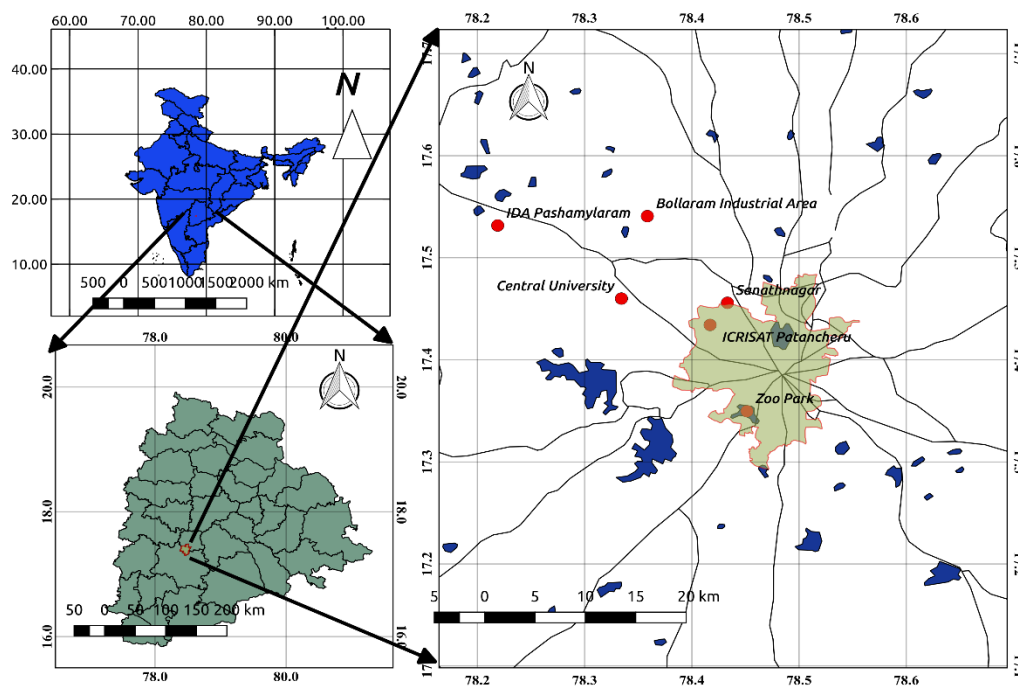 60.00 70.00 80.00 90.00 100.00
N
40.00
30.00
20.00
10.00
N
500 0 500 1000 1500 2000 km
78.0 80.0
20.0 20.0
18.0 18.0
16.0
N
50 0 50 100 150 200 km
78.0 80.0
78.2 78.3 78.4 78.5 78.6
17.6
17.5
17.4
17.3
17.2
N
IDA Pashamylaram
Bollaram Industrial Area
Central University
Sanathnagar
ICRISAT Patancheru
Zoo Park
5 0 5 10 15 20 km
78.2 78.3 78.4 78.5 78.6